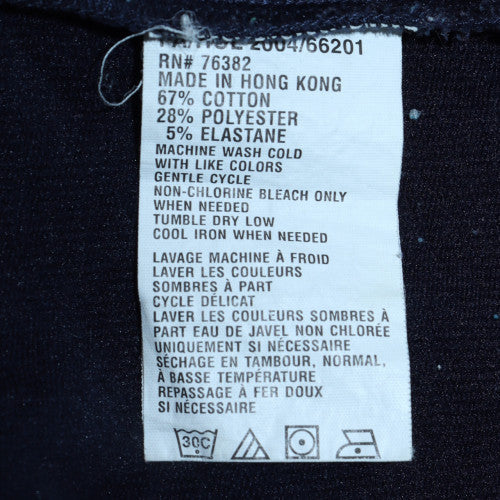 2004/66201
RN# 76382
MADE IN HONG KONG
67% COTTON
28% POLYESTER
5% ELASTANE
MACHINE WASH COLD
WITH LIKE COLORS
GENTLE CYCLE
NON-CHLORINE BLEACH ONLY
WHEN NEEDED
TUMBLE DRY LOW
COOL IRON WHEN NEEDED
LAVAGE MACHINE À FROID
LAVER LES COULEURS
SOMBRES À PART
CYCLE DÉLICAT
LAVER LES COULEURS SOMBRES À
PART EAU DE JAVEL NON CHLORÉE
UNIQUEMENT SI NÉCESSAIRE
SÉCHAGE EN TAMBOUR, NORMAL,
À BASSE TEMPÉRATURE
REPASSAGE À FER DOUX
SI NÉCESSAIRE
30C